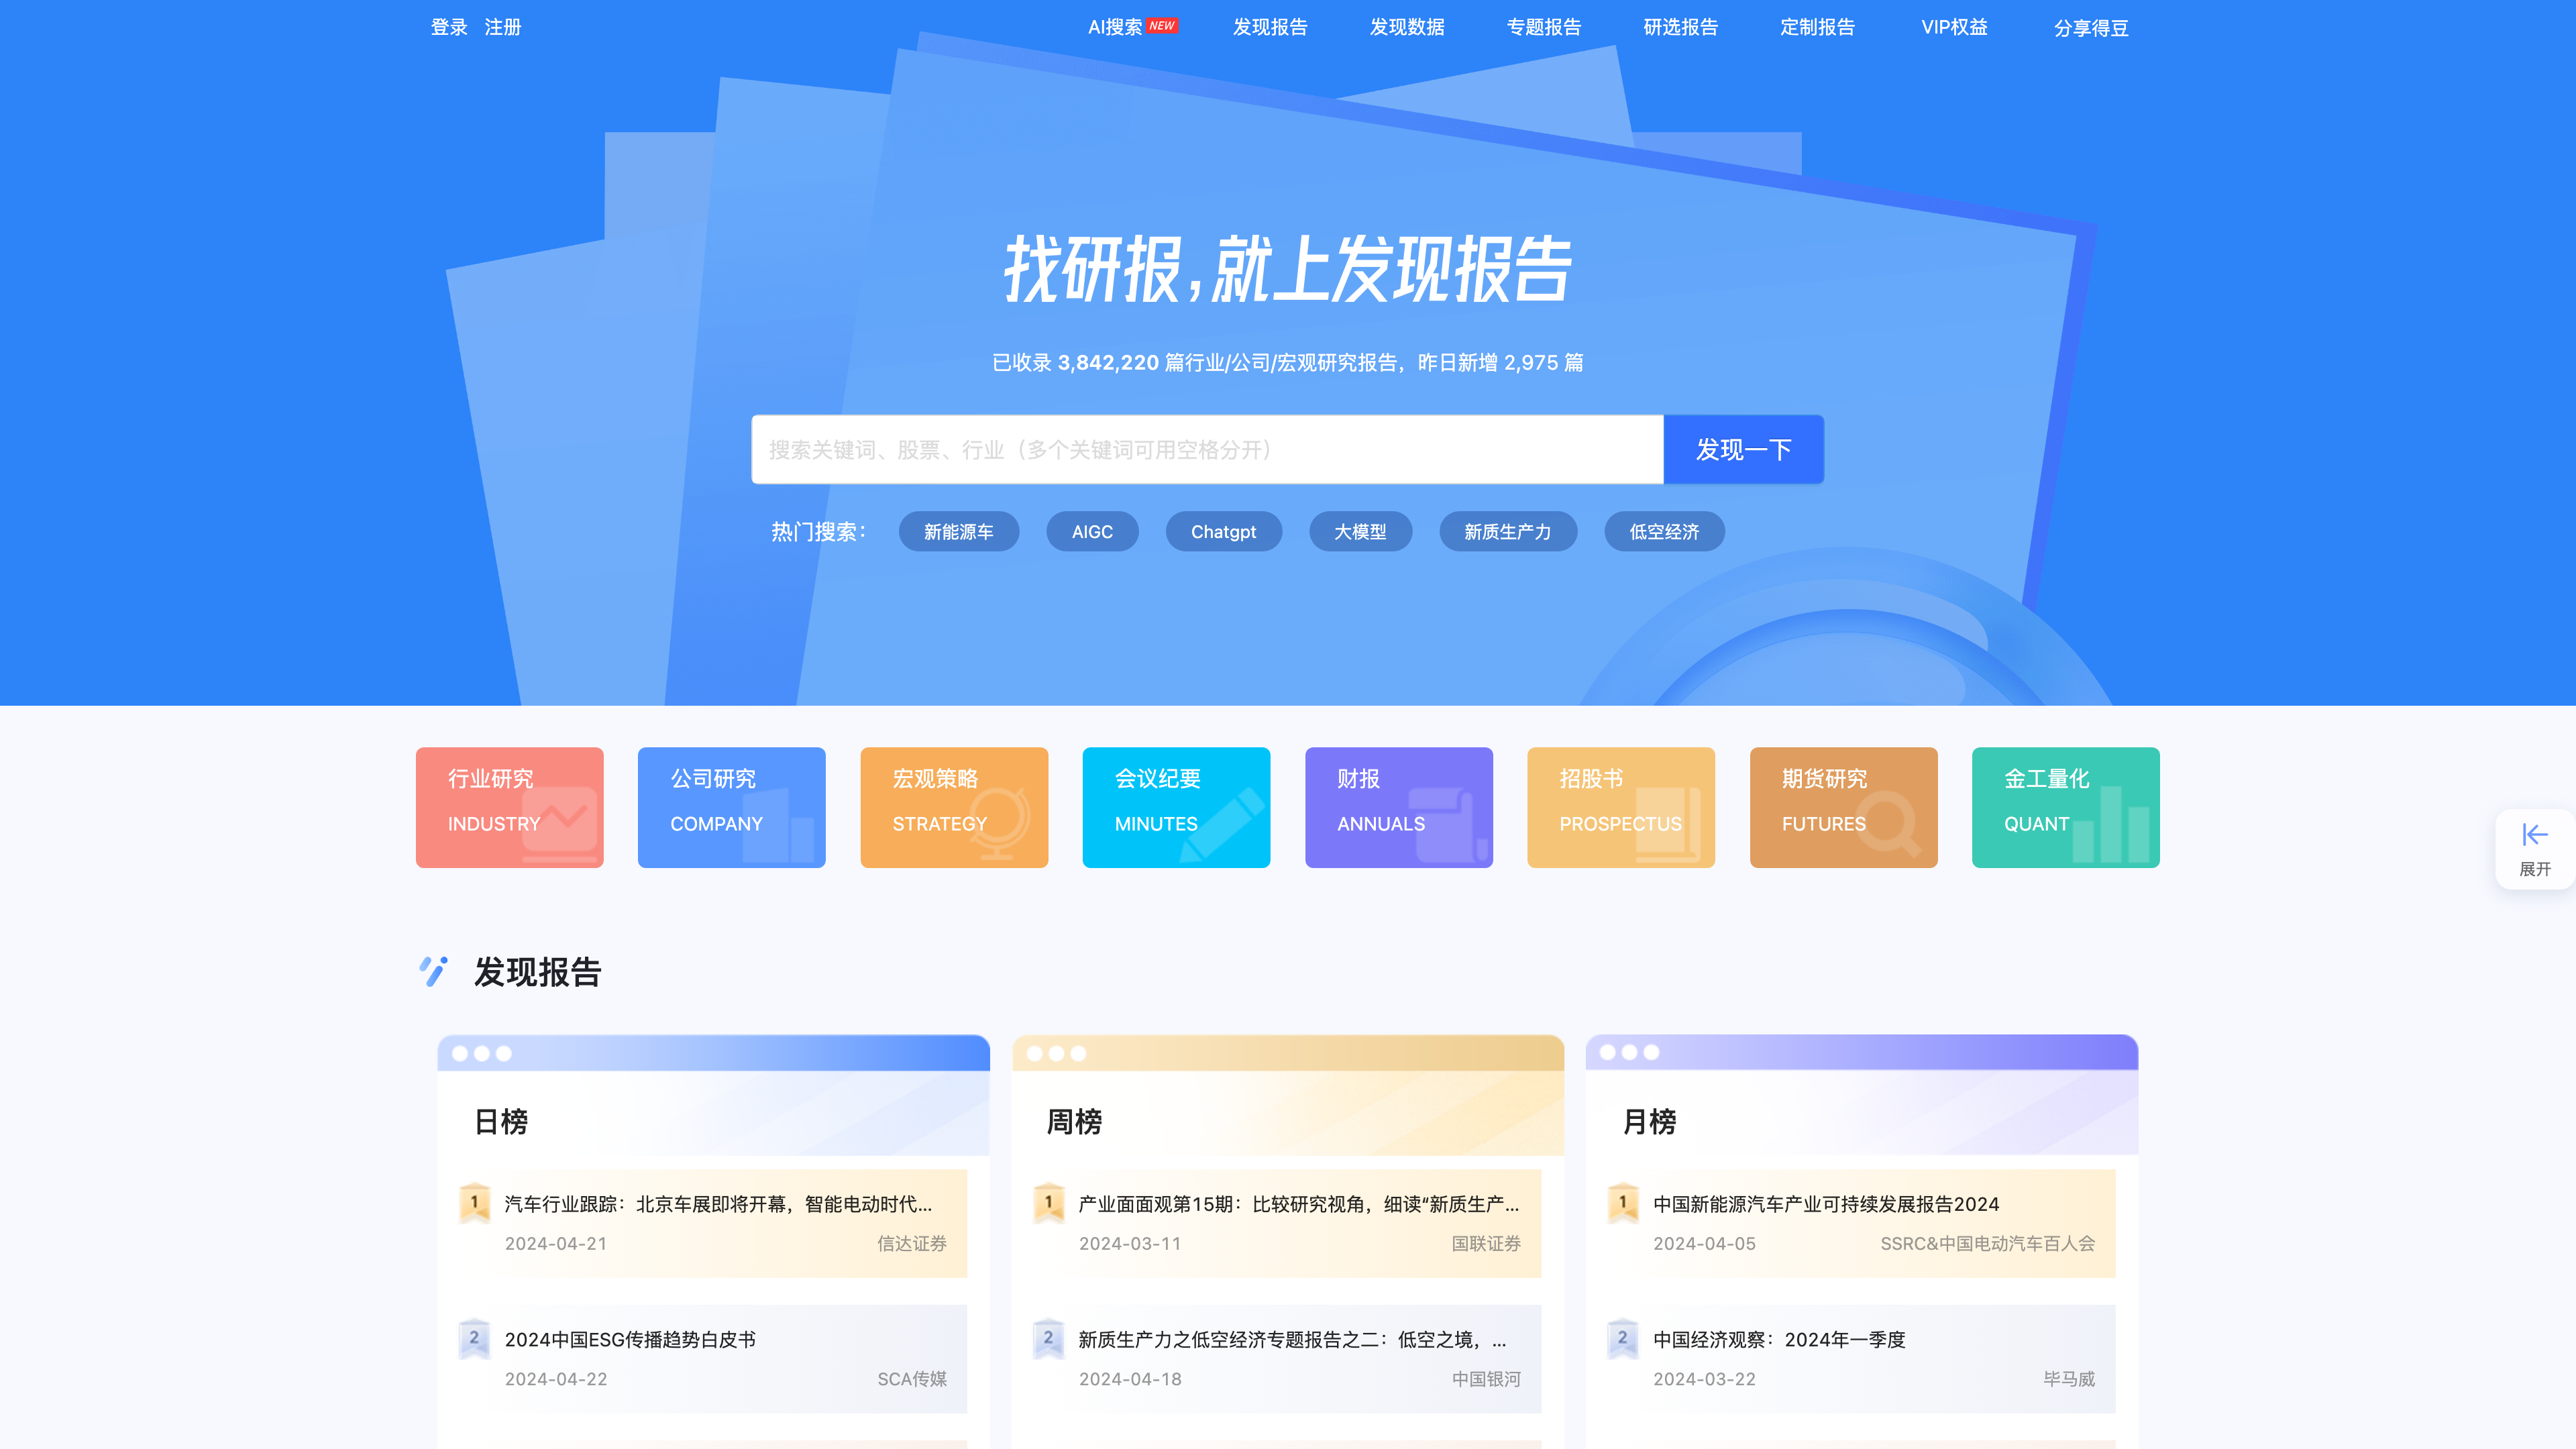 登录 注册 AI搜索 NEW 发现报告 发现数据 专题报告 研选报告 定制报告 VIP权益 分享得豆
找研报,就上发现报告
已收录 3,842,220 篇行业/公司/宏观研究报告，昨日新增 2,975 篇
搜索关键词、股票、行业（多个关键词可用空格分开） 发现一下
热门搜索： 新能源车 AIGC Chatgpt 大模型 新质生产力 低空经济
行业研究 公司研究 宏观策略 会议纪要 财报 招股书 期货研究 金工量化
INDUSTRY COMPANY STRATEGY MINUTES ANNUALS PROSPECTUS FUTURES QUANT
展开
发现报告
日榜
1 汽车行业跟踪：北京车展即将开幕，智能电动时代...
2024-04-21 信达证券
2 2024中国ESG传播趋势白皮书
2024-04-22 SCA传媒
周榜
1 产业面面观第15期：比较研究视角，细读“新质生产...
2024-03-11 国联证券
2 新质生产力之低空经济专题报告之二：低空之境，...
2024-04-18 中国银河
月榜
1 中国新能源汽车产业可持续发展报告2024
2024-04-05 SSRC&中国电动汽车百人会
2 中国经济观察：2024年一季度
2024-03-22 毕马威